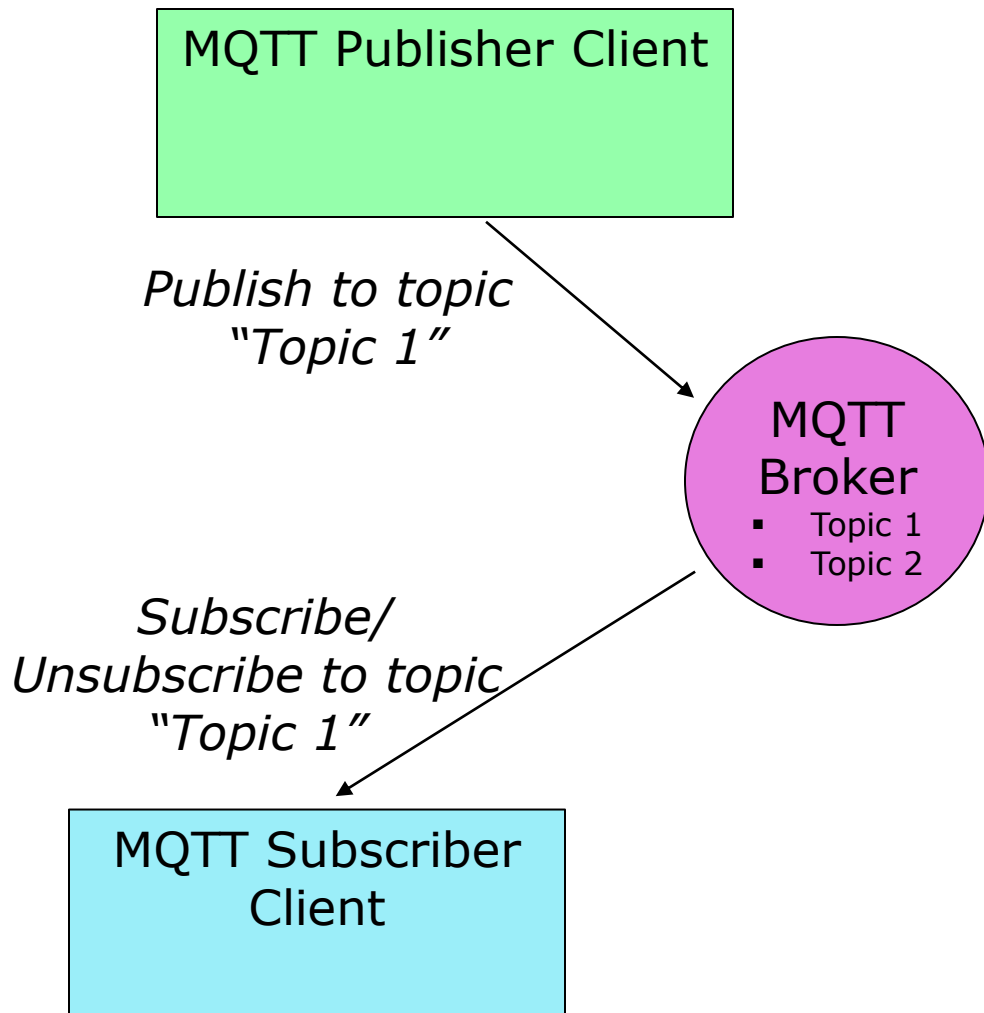 MQTT Publisher Client
Publish to topic
“Topic 1”
MQTT
Broker
▪ Topic 1
▪ Topic 2
Subscribe/
Unsubscribe to topic
“Topic 1”
MQTT Subscriber
Client